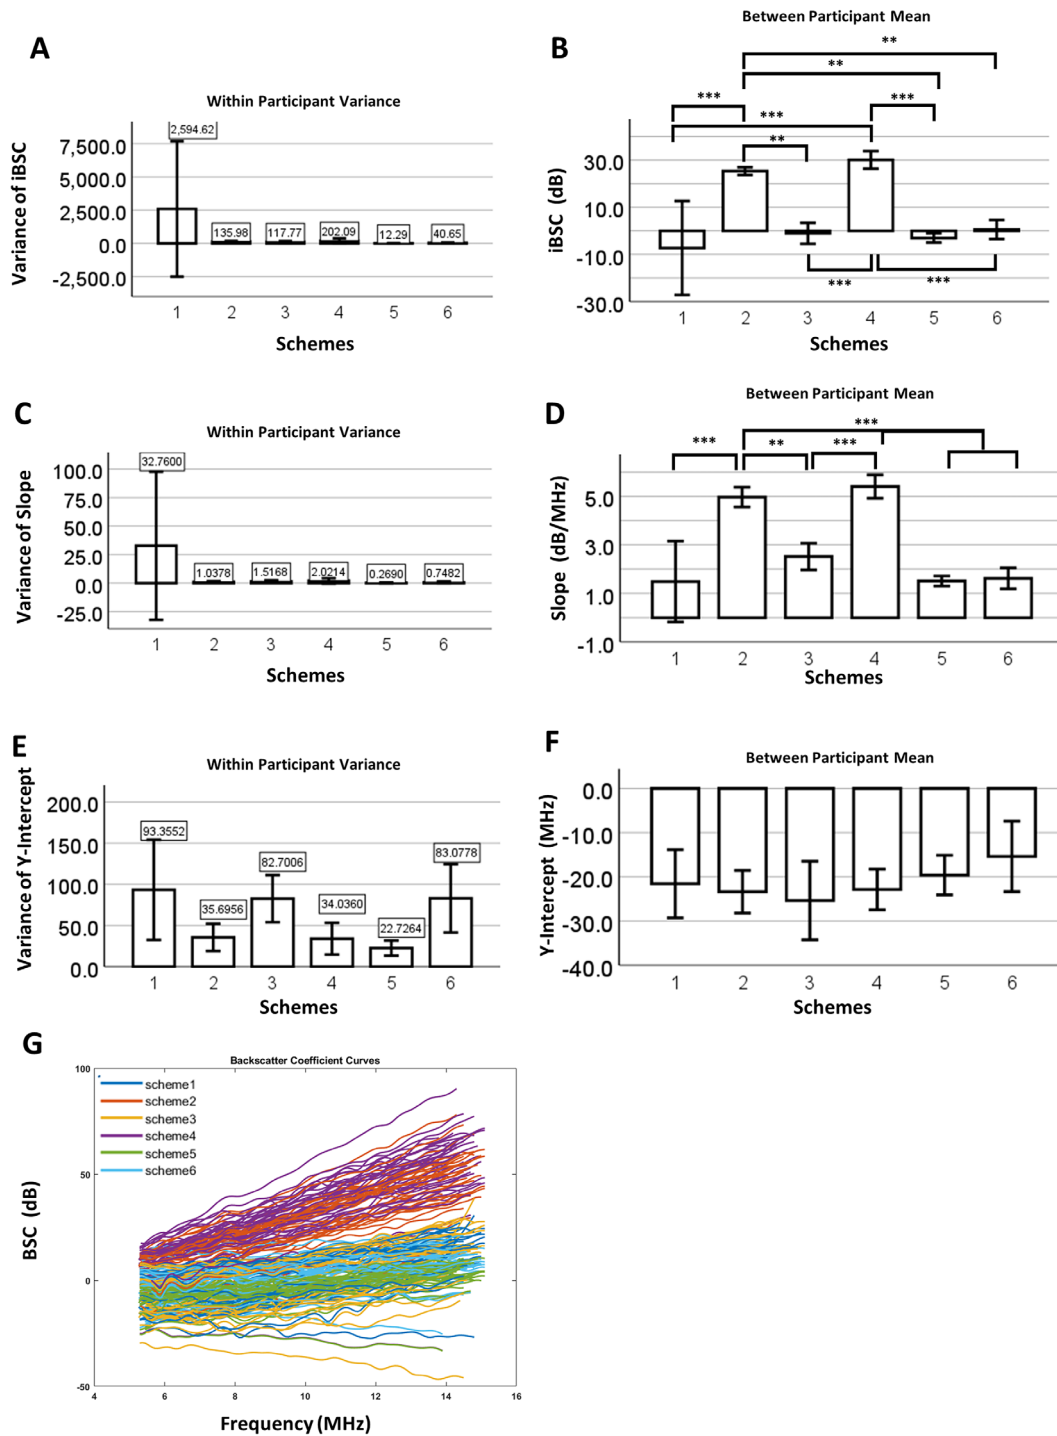 A
Within Participant Variance
Variance of iBSC
7,500.0
5,000.0
2,500.0
0.0
-2,500.0
2,594.62
135.98
117.77
202.09
12.29
40.65
1 2 3 4 5 6
Schemes
B
Between Participant Mean
iBSC (dB)
30.0
10.0
-10.0
-30.0
**
**
***
***
***
**
***
***
1 2 3 4 5 6
Schemes
C
Within Participant Variance
Variance of Slope
100.0
75.0
50.0
25.0
0.0
-25.0
32.7600
1.0378
1.5168
2.0214
0.2690
0.7482
1 2 3 4 5 6
Schemes
D
Between Participant Mean
Slope (dB/MHz)
5.0
3.0
1.0
-1.0
***
***
**
***
1 2 3 4 5 6
Schemes
E
Within Participant Variance
Variance of Y-Intercept
200.0
150.0
100.0
50.0
0.0
93.3552
35.6956
82.7006
34.0360
22.7264
83.0778
1 2 3 4 5 6
Schemes
F
Between Participant Mean
Y-Intercept (MHz)
0.0
-10.0
-20.0
-30.0
-40.0
1 2 3 4 5 6
Schemes
G
Backscatter Coefficient Curves
BSC (dB)
100
50
0
-50
scheme1
scheme2
scheme3
scheme4
scheme5
scheme6
4 6 8 10 12 14 16
Frequency (MHz)